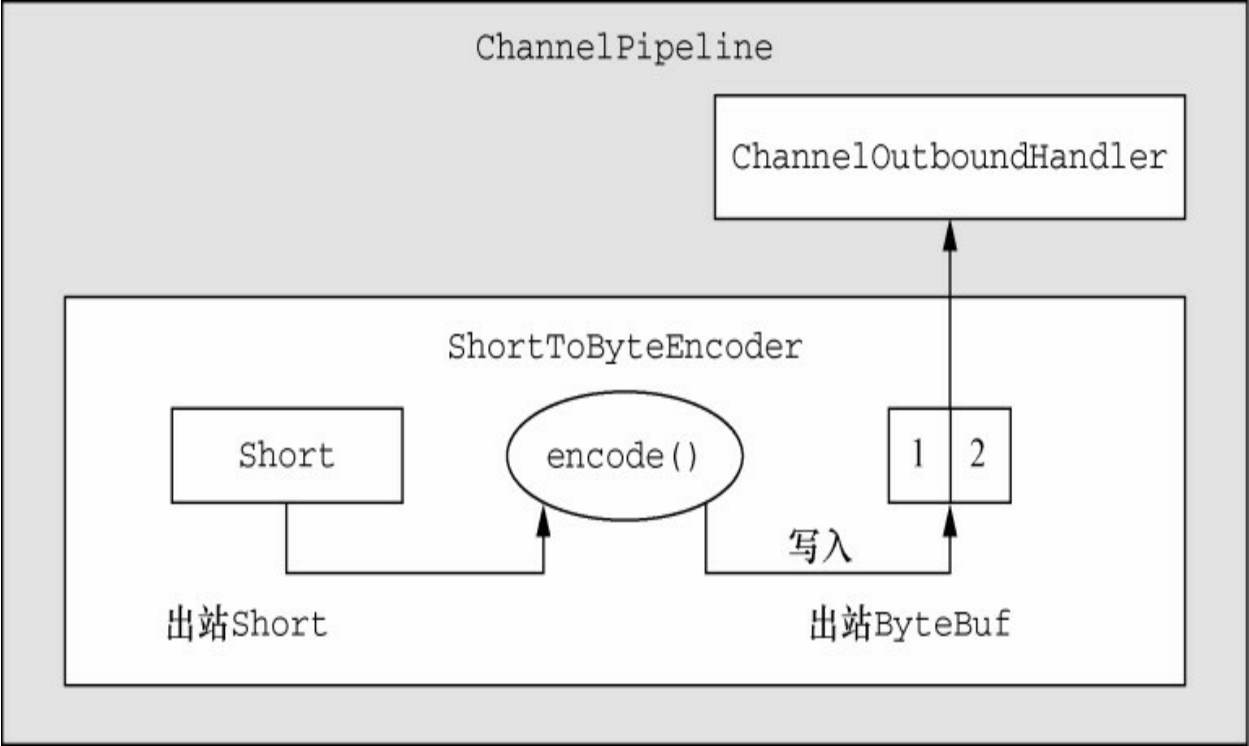 ChannelPipeline
ChannelOutboundHandler
ShortToByteEncoder
Short
encode()
1 2
写入
出站Short
出站ByteBuf